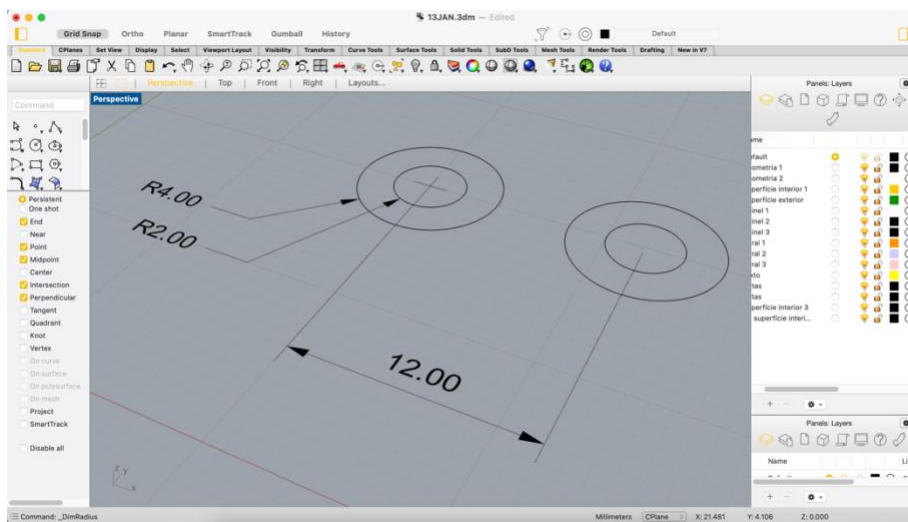 13JAN.3dm — Edited
Grid Snap Ortho Planar SmartTrack Gumball History Default
Standard CPlanes Set View Display Select Viewport Layout Visibility Transform Curve Tools Surface Tools Solid Tools SubD Tools Mesh Tools Render Tools Drafting New in V7
Perspective Top Front Right Layouts...
Panels: Layers
Command
Perspective
ame
efault
ometria 1
ometria 2
perfície interior 1
perfície exterior
inel 1
inel 2
inel 3
ral 1
ral 2
ral 3
xto
tas
tas
perfície interior 3
superfície interi...
Persistent
One shot
End
Near
Point
Midpoint
Center
Intersection
Perpendicular
Tangent
Quadrant
Knot
Vertex
On curve
On surface
On polysurface
On mesh
Project
SmartTrack
Disable all
R4.00
R2.00
12.00
z y
x
Panels: Layers
Name Li
Command: _DimRadius Millimeters CPlane X: 21.481 Y: 4.106 Z: 0.000